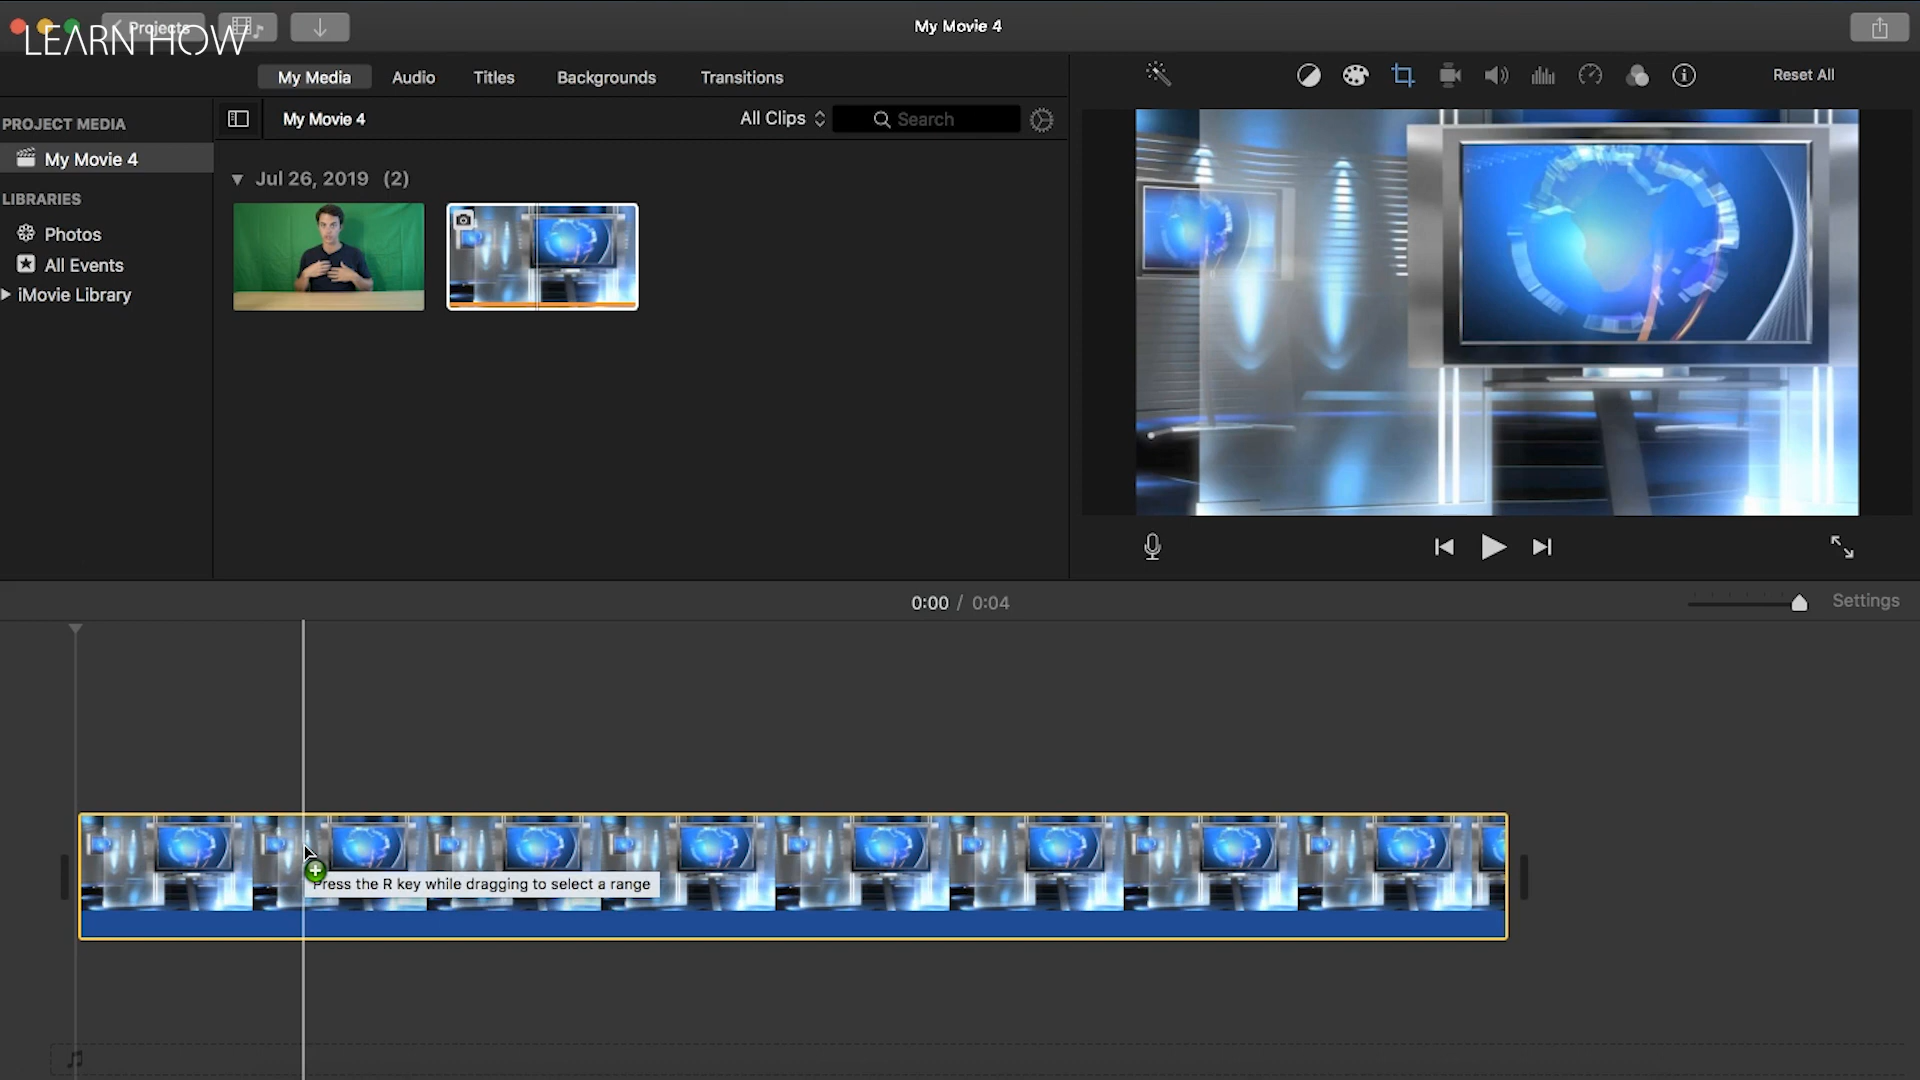 LEARN HOW
Projects
My Movie 4
My Media
Audio
Titles
Backgrounds
Transitions
Reset All
PROJECT MEDIA
My Movie 4
All Clips
Search
My Movie 4
Jul 26, 2019 (2)
LIBRARIES
Photos
All Events
iMovie Library
0:00 / 0:04
Settings
Press the R key while dragging to select a range